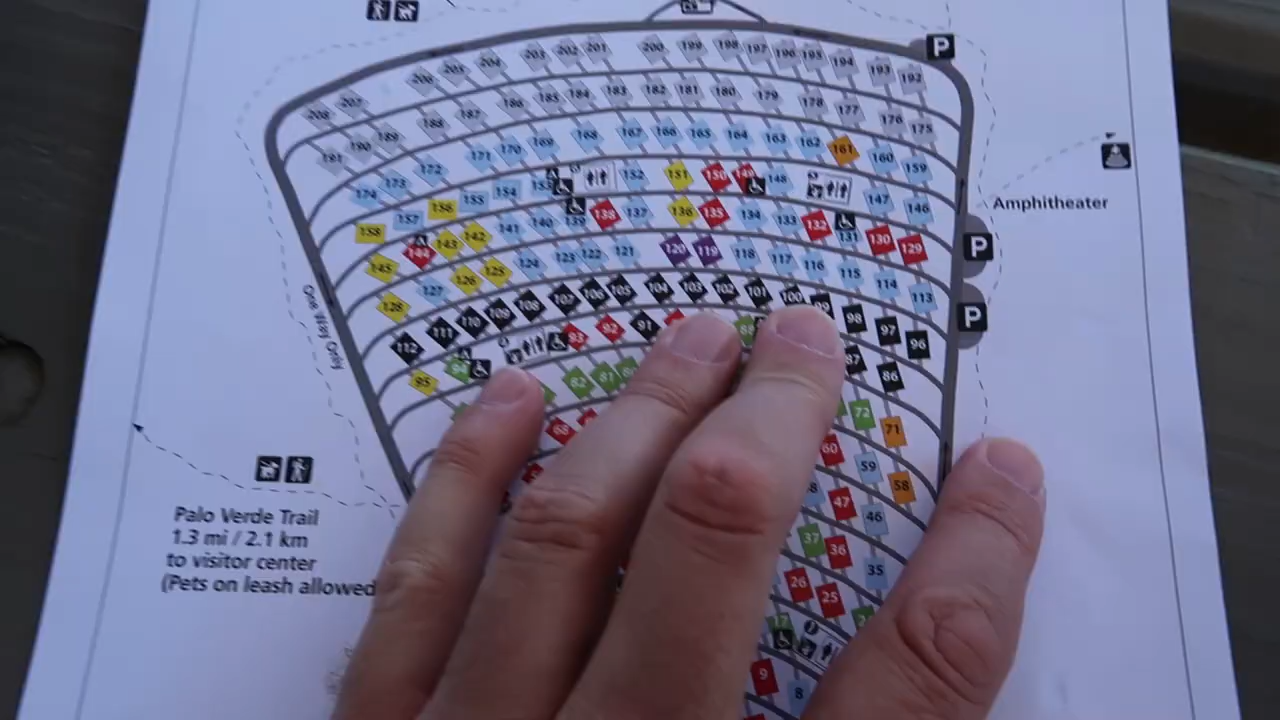 P
200 199 198 197 196 195 194 193 192
208 207 206 205 204 203 202 201
191 190 189 188 187 186 185 184 183 182 181 180 179 178 177 176 175
174 173 172 171 170 169 168 167 166 165 164 163 162 161 160 159
158 157 156 155 154 153 152 151 150 149 148 147 146
Amphitheater
145 144 143 142 141 140 139 138 137 136 135 134 133 132 131 130 129
P
128 127 126 125 124 123 122 121 120 119 118 117 116 115 114 113
P
One Way Only
112 111 110 109 108 107 106 105 104 103 102 101 100 99 98 97 96
95 94 93 92 91 87 86
82 81 72 71
68 60 59 58
47 46
37 36 35
26 25
17
9 8
Palo Verde Trail
1.3 mi / 2.1 km
to visitor center
(Pets on leash allowed